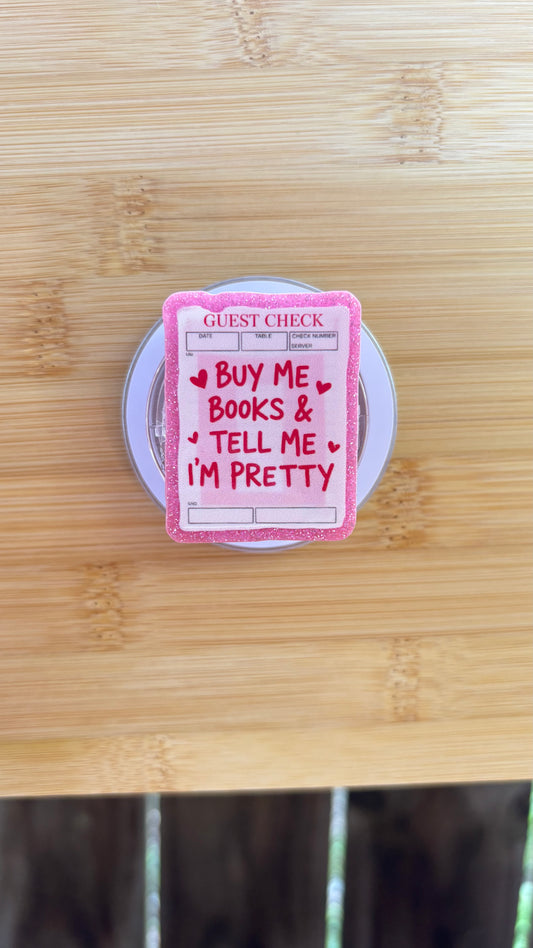 GUEST CHECK
DATE TABLE CHECK NUMBER
SERVER
BUY ME
BOOKS &
TELL ME
I'M PRETTY